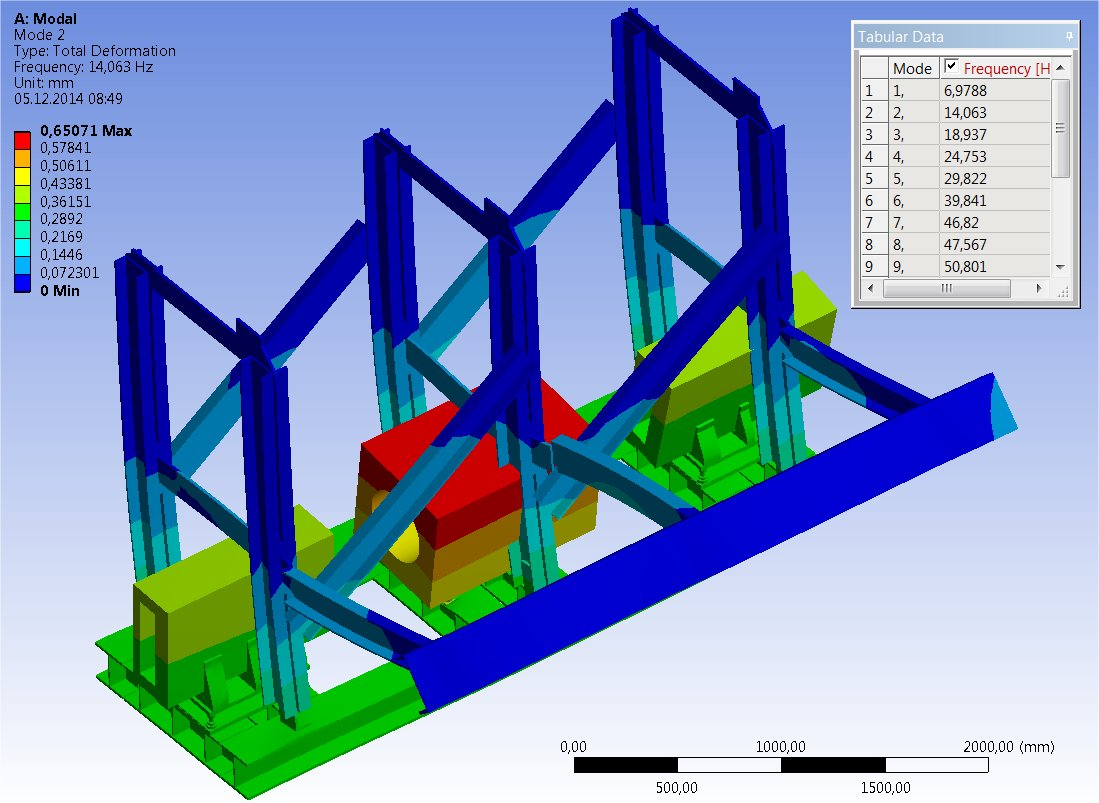 A: Modal
Mode 2
Type: Total Deformation
Frequency: 14,063 Hz
Unit: mm
05.12.2014 08:49
0,65071 Max
0,57841
0,50611
0,43381
0,36151
0,2892
0,2169
0,1446
0,072301
0 Min
Tabular Data
Mode Frequency [H
1 1, 6,9788
2 2, 14,063
3 3, 18,937
4 4, 24,753
5 5, 29,822
6 6, 39,841
7 7, 46,82
8 8, 47,567
9 9, 50,801
0,00 1000,00 2000,00 (mm)
500,00 1500,00